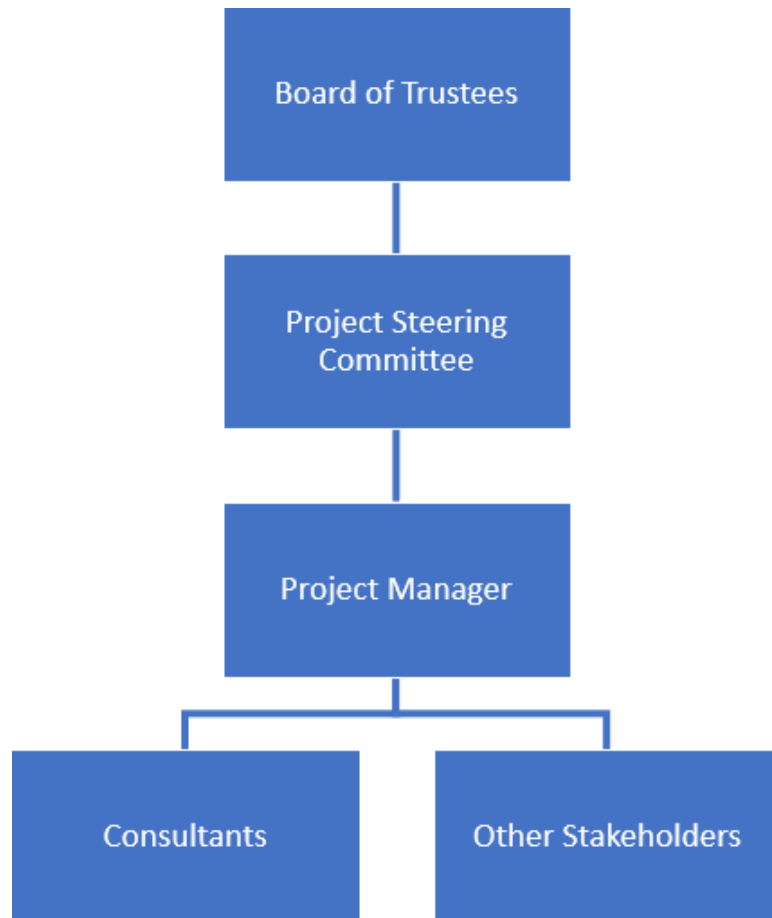 Board of Trustees
Project Steering
Committee
Project Manager
Consultants
Other Stakeholders